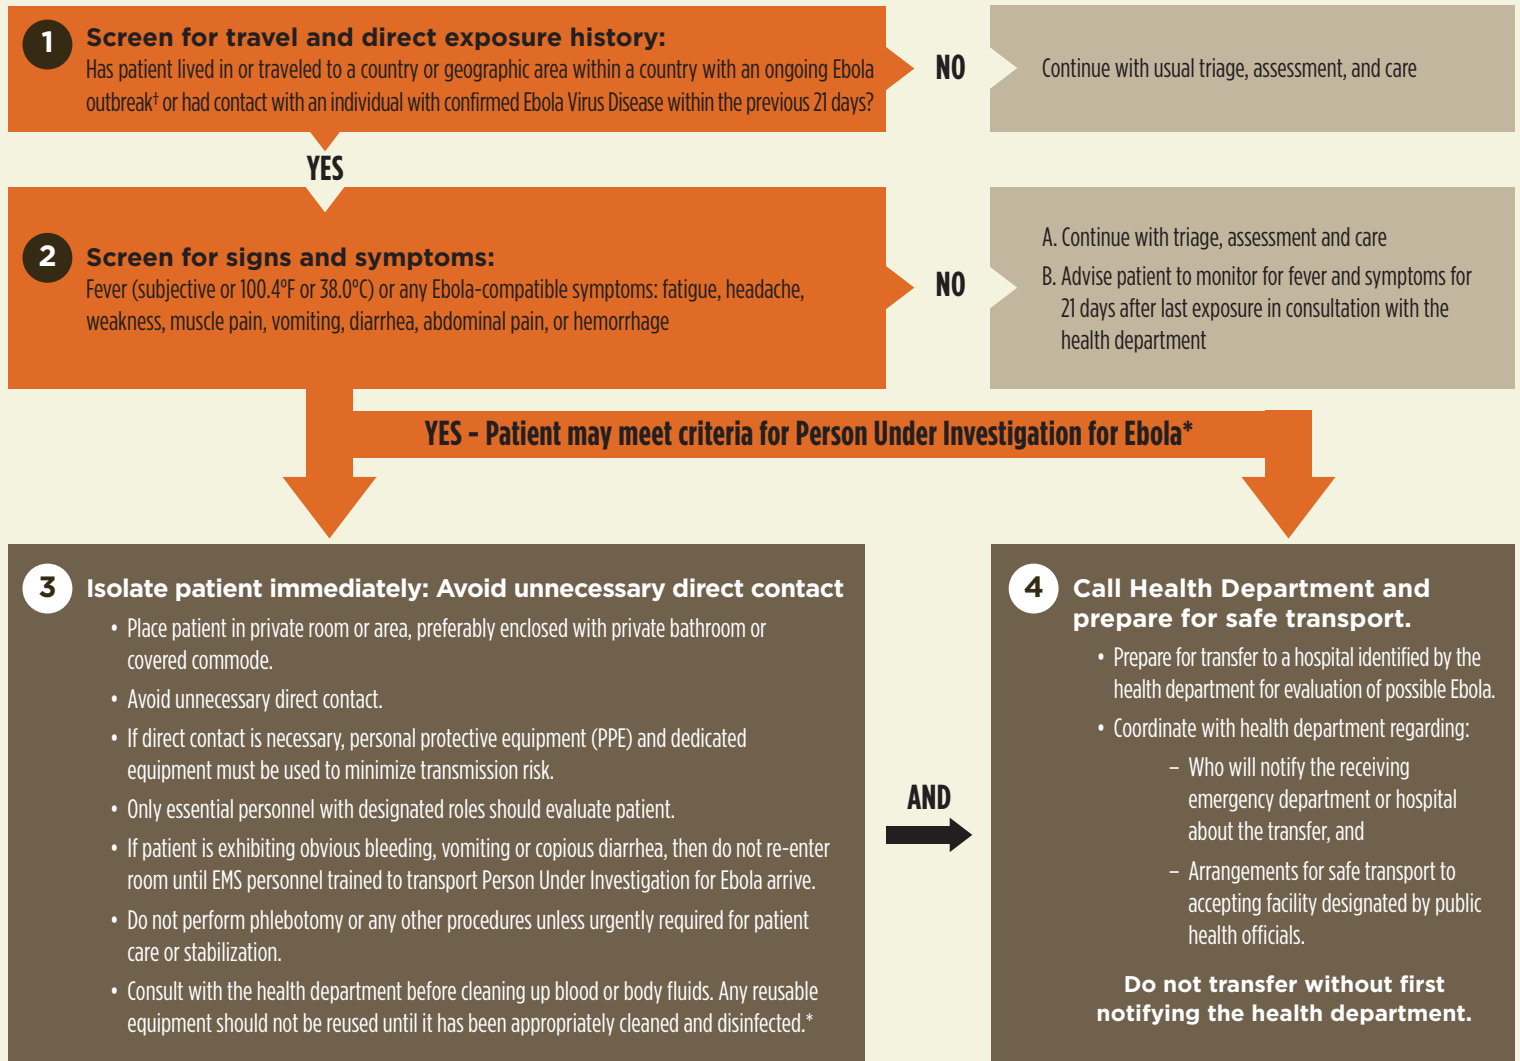 1 Screen for travel and direct exposure history:
Has patient lived in or traveled to a country or geographic area within a country with an ongoing Ebola
outbreak† or had contact with an individual with confirmed Ebola Virus Disease within the previous 21 days?
NO
Continue with usual triage, assessment, and care
YES
2 Screen for signs and symptoms:
Fever (subjective or 100.4°F or 38.0°C) or any Ebola-compatible symptoms: fatigue, headache,
weakness, muscle pain, vomiting, diarrhea, abdominal pain, or hemorrhage
NO
A. Continue with triage, assessment and care
B. Advise patient to monitor for fever and symptoms for
21 days after last exposure in consultation with the
health department
YES - Patient may meet criteria for Person Under Investigation for Ebola*
3 Isolate patient immediately: Avoid unnecessary direct contact
• Place patient in private room or area, preferably enclosed with private bathroom or
covered commode.
• Avoid unnecessary direct contact.
• If direct contact is necessary, personal protective equipment (PPE) and dedicated
equipment must be used to minimize transmission risk.
• Only essential personnel with designated roles should evaluate patient.
• If patient is exhibiting obvious bleeding, vomiting or copious diarrhea, then do not re-enter
room until EMS personnel trained to transport Person Under Investigation for Ebola arrive.
• Do not perform phlebotomy or any other procedures unless urgently required for patient
care or stabilization.
• Consult with the health department before cleaning up blood or body fluids. Any reusable
equipment should not be reused until it has been appropriately cleaned and disinfected.*
AND
4 Call Health Department and
prepare for safe transport.
• Prepare for transfer to a hospital identified by the
health department for evaluation of possible Ebola.
• Coordinate with health department regarding:
– Who will notify the receiving
emergency department or hospital
about the transfer, and
– Arrangements for safe transport to
accepting facility designated by public
health officials.
Do not transfer without first
notifying the health department.